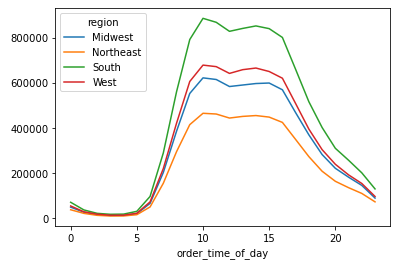 region
Midwest
Northeast
South
West
800000
600000
400000
200000
0
0 5 10 15 20
order_time_of_day